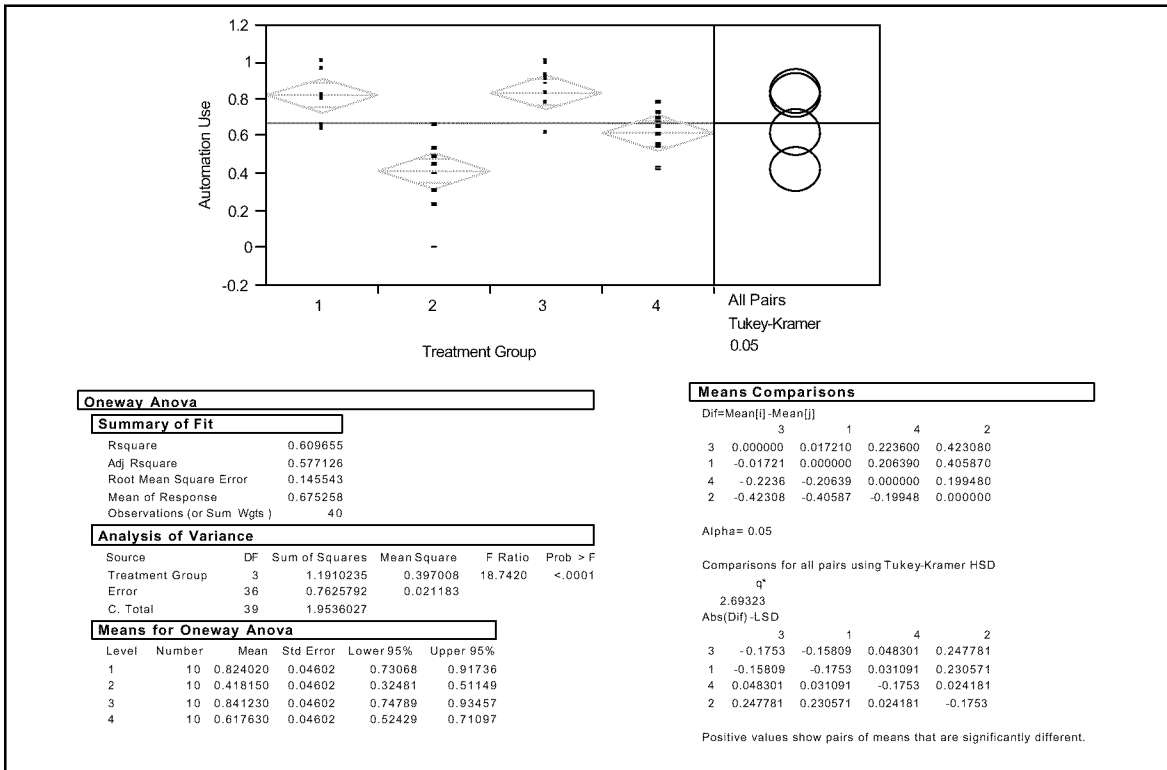 1.2
1
0.8
0.6
0.4
0.2
0
-0.2
Automation Use
1 2 3 4
Treatment Group
All Pairs
Tukey-Kramer
0.05
Oneway Anova
Summary of Fit
Rsquare 0.609655
Adj Rsquare 0.577126
Root Mean Square Error 0.145543
Mean of Response 0.675258
Observations (or Sum Wgts ) 40
Analysis of Variance
Source DF Sum of Squares Mean Square F Ratio Prob > F
Treatment Group 3 1.1910235 0.397008 18.7420 <.0001
Error 36 0.7625792 0.021183
C. Total 39 1.9536027
Means for Oneway Anova
Level Number Mean Std Error Lower 95% Upper 95%
1 10 0.824020 0.04602 0.73068 0.91736
2 10 0.418150 0.04602 0.32481 0.51149
3 10 0.841230 0.04602 0.74789 0.93457
4 10 0.617630 0.04602 0.52429 0.71097
Means Comparisons
Dif=Mean[i]-Mean[j]
3 1 4 2
3 0.000000 0.017210 0.223600 0.423080
1 -0.01721 0.000000 0.206390 0.405870
4 -0.2236 -0.20639 0.000000 0.199480
2 -0.42308 -0.40587 -0.19948 0.000000
Alpha= 0.05
Comparisons for all pairs using Tukey-Kramer HSD
q*
2.69323
Abs(Dif)-LSD
3 1 4 2
3 -0.1753 -0.15809 0.048301 0.247781
1 -0.15809 -0.1753 0.031091 0.230571
4 0.048301 0.031091 -0.1753 0.024181
2 0.247781 0.230571 0.024181 -0.1753
Positive values show pairs of means that are significantly different.